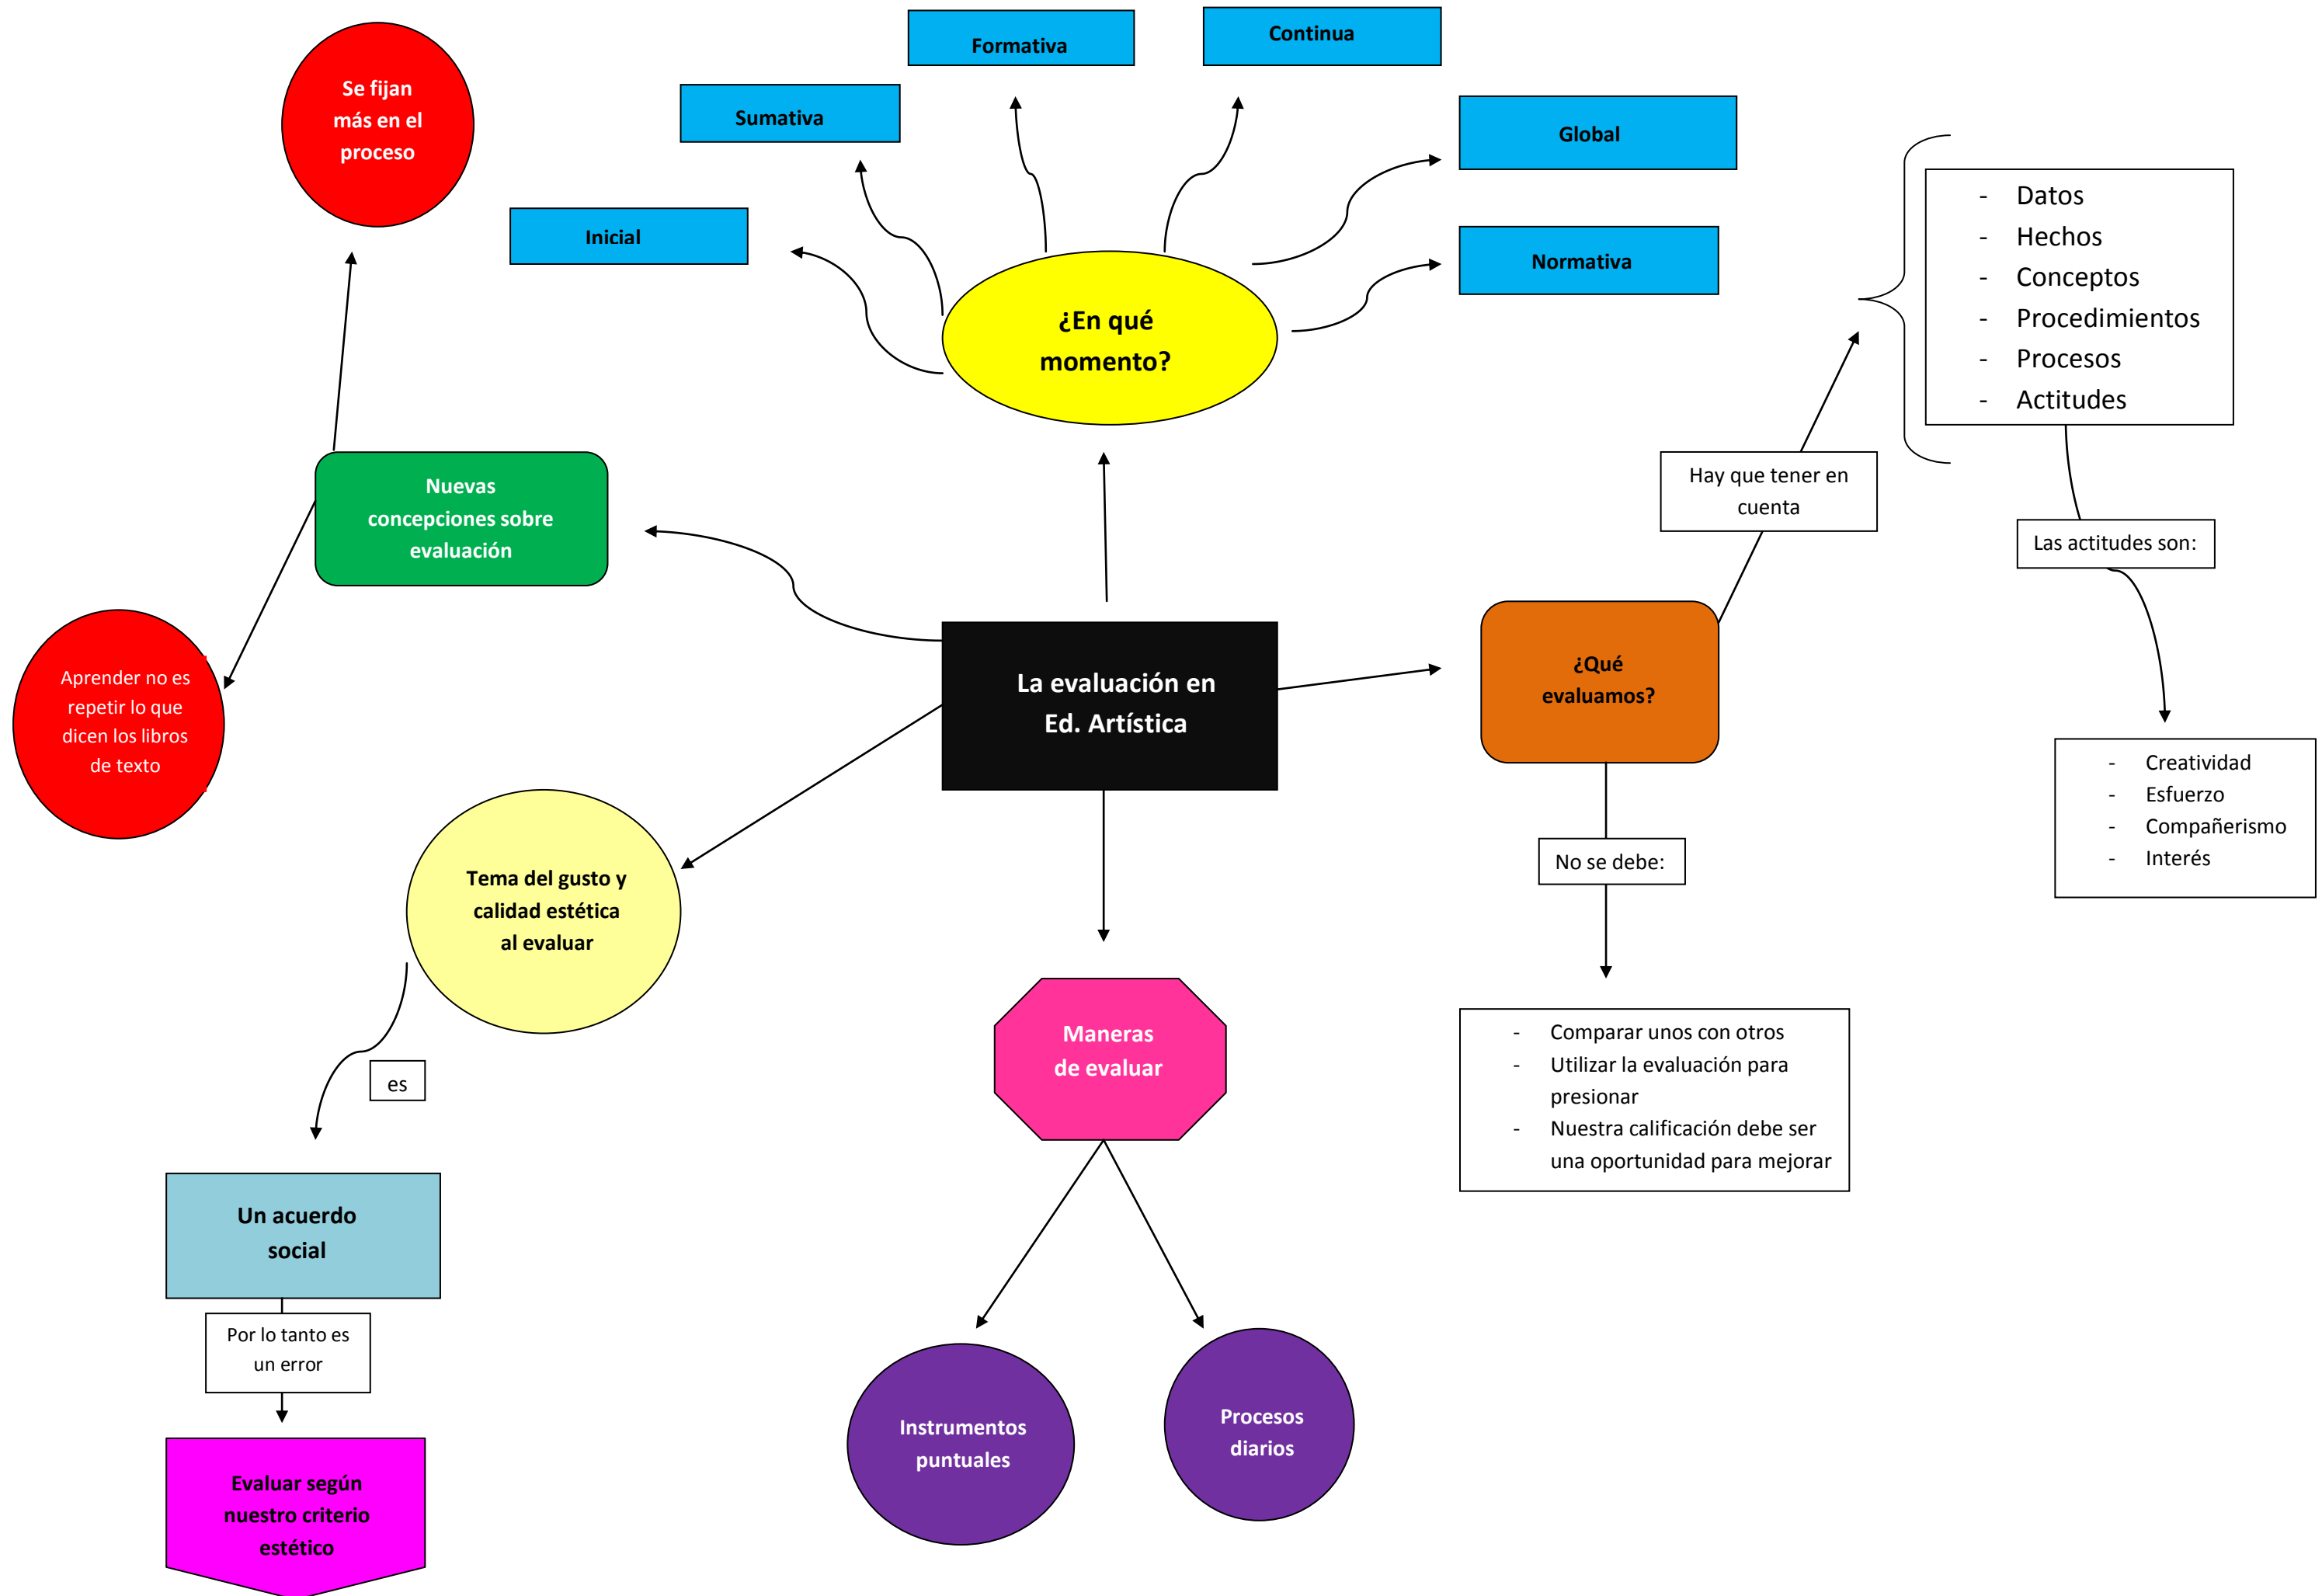 Formativa
Continua
Se fijan
más en el
proceso
Sumativa
Global
Inicial
Normativa
- Datos
- Hechos
- Conceptos
- Procedimientos
- Procesos
- Actitudes
¿En qué
momento?
Nuevas
concepciones sobre
evaluación
Hay que tener en
cuenta
Las actitudes son:
Aprender no es
repetir lo que
dicen los libros
de texto
La evaluación en
Ed. Artística
¿Qué
evaluamos?
- Creatividad
- Esfuerzo
- Compañerismo
- Interés
Tema del gusto y
calidad estética
al evaluar
No se debe:
Maneras
de evaluar
- Comparar unos con otros
- Utilizar la evaluación para
presionar
- Nuestra calificación debe ser
una oportunidad para mejorar
es
Un acuerdo
social
Por lo tanto es
un error
Instrumentos
puntuales
Procesos
diarios
Evaluar según
nuestro criterio
estético